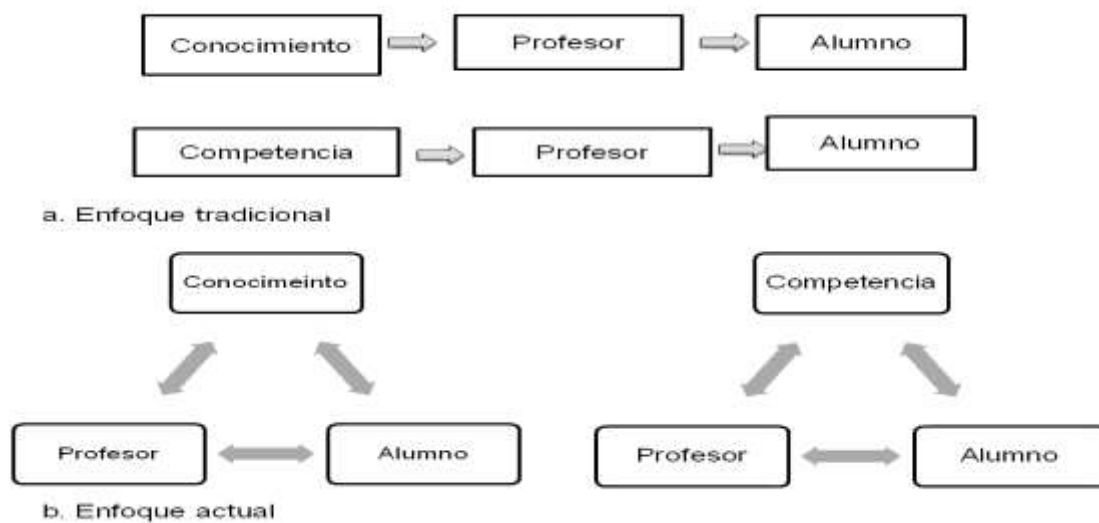 Conocimiento Profesor Alumno
Competencia Profesor Alumno
a. Enfoque tradicional
Conocimeinto Competencia
Profesor Alumno Profesor Alumno
b. Enfoque actual